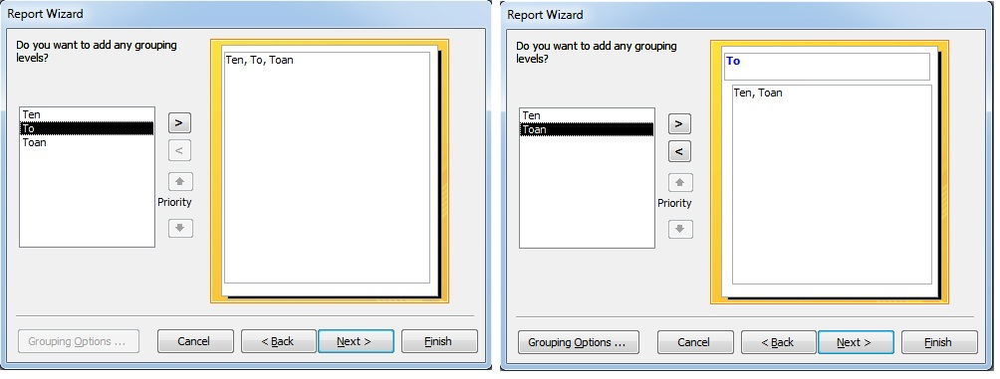 Report Wizard
Do you want to add any grouping
levels?
Ten
To
Toan
>
<
Priority
Ten, To, Toan
Grouping Options ...
Cancel
< Back
Next >
Finish
Report Wizard
Do you want to add any grouping
levels?
Ten
Toan
>
<
Priority
To
Ten, Toan
Grouping Options ...
Cancel
< Back
Next >
Finish